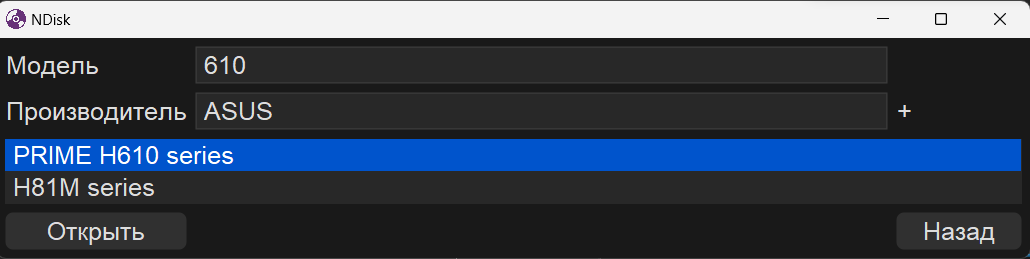 NDisk
Модель 610
Производитель ASUS +
PRIME H610 series
H81M series
Открыть Назад